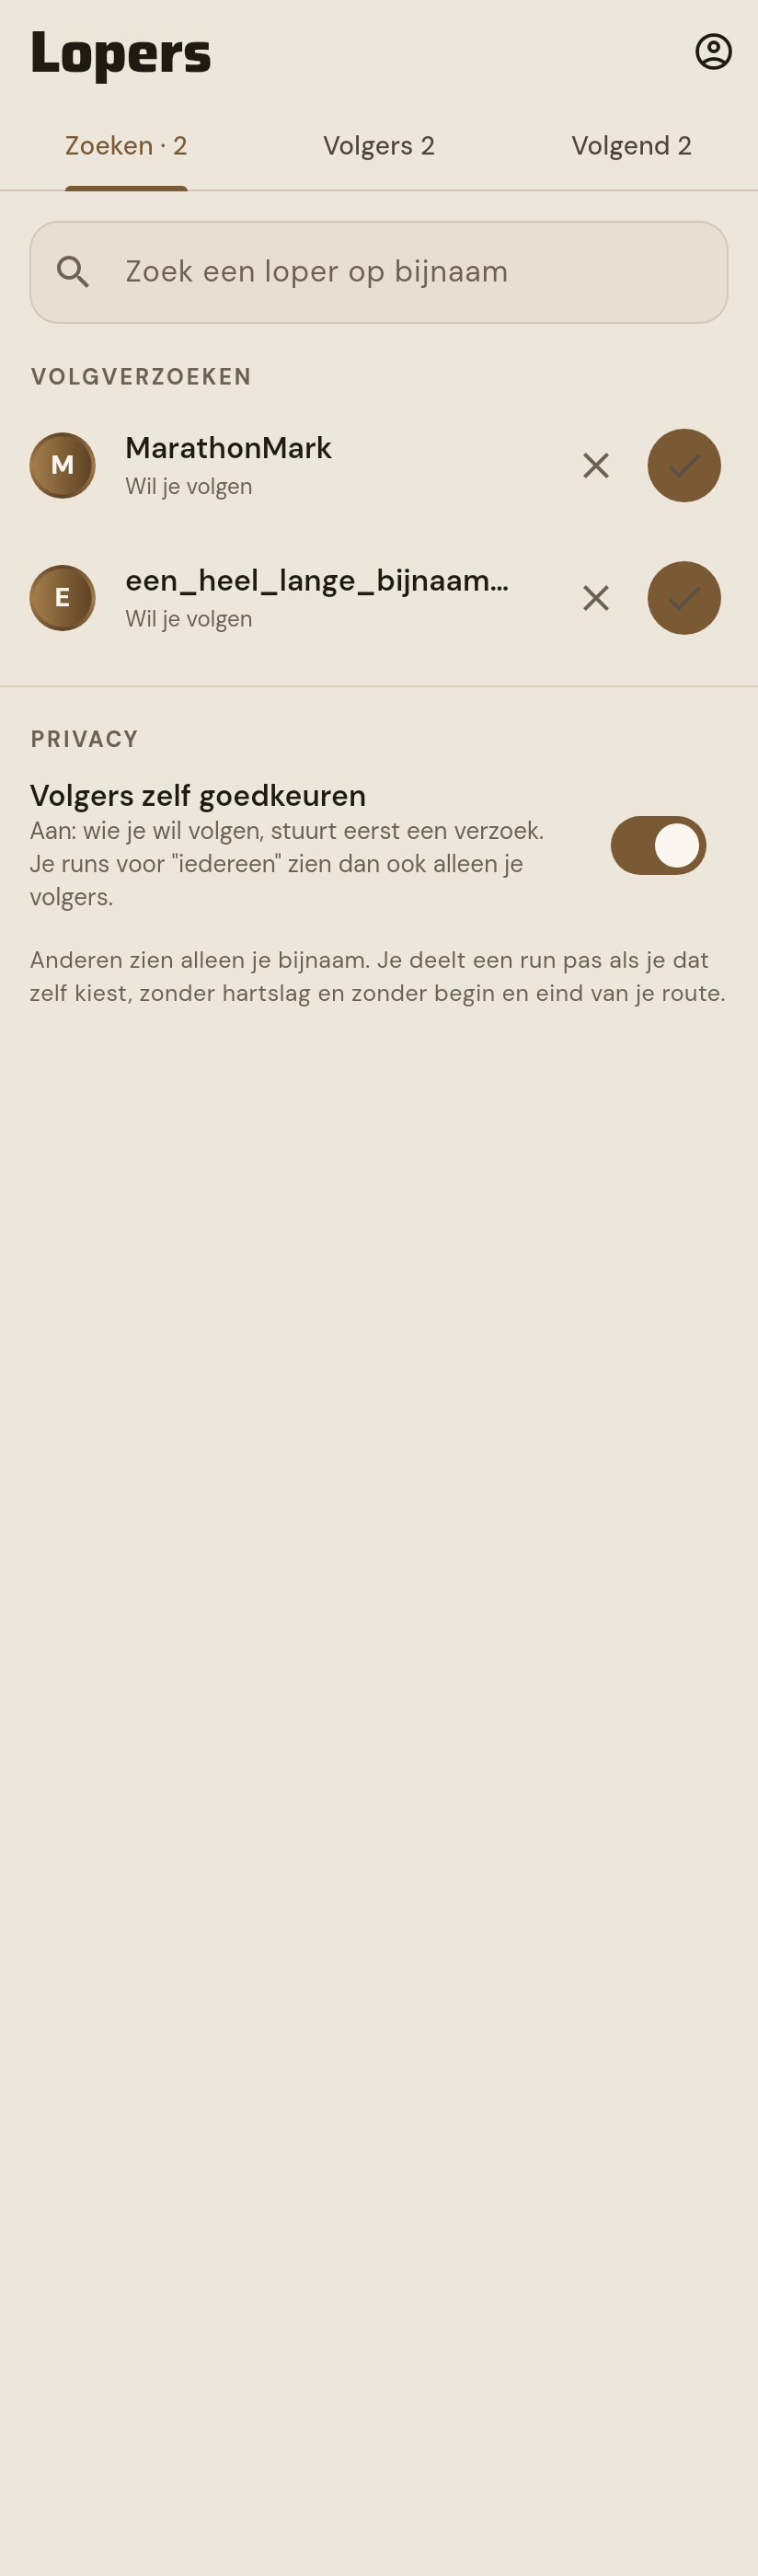 Lopers
Zoeken · 2
Volgers 2
Volgend 2
Zoek een loper op bijnaam
VOLGVERZOEKEN
M
MarathonMark
Wil je volgen
E
een_heel_lange_bijnaam...
Wil je volgen
PRIVACY
Volgers zelf goedkeuren
Aan: wie je wil volgen, stuurt eerst een verzoek.
Je runs voor "iedereen" zien dan ook alleen je
volgers.
Anderen zien alleen je bijnaam. Je deelt een run pas als je dat
zelf kiest, zonder hartslag en zonder begin en eind van je route.